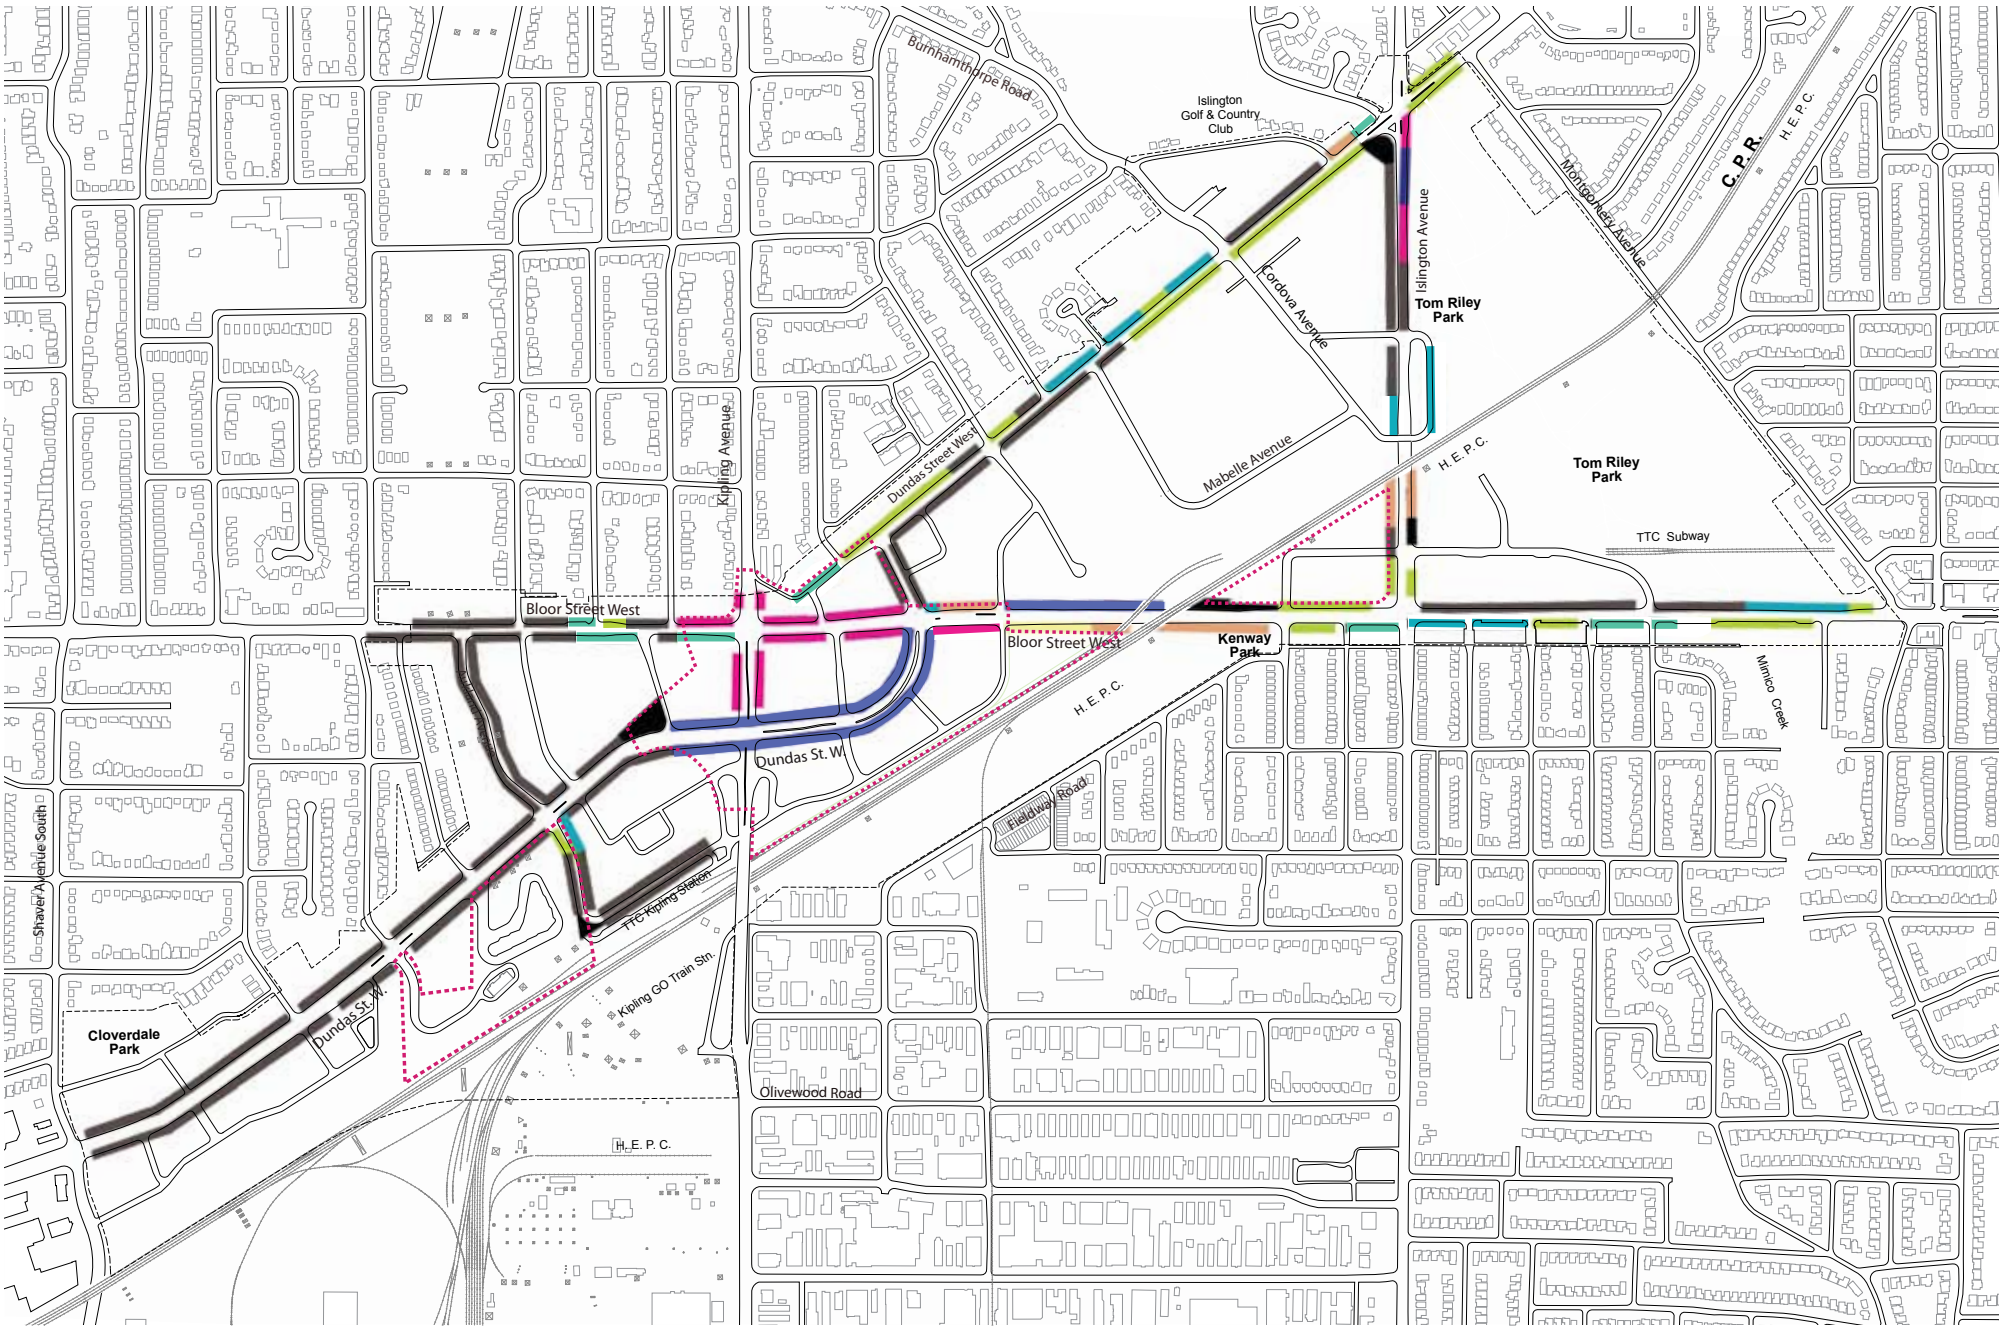 Burnhamthorpe Road
Islington
Golf & Country
Club
C. P. R.
H. E. P. C.
Montgomery Avenue
Islington Avenue
Cordova Avenue
Tom Riley
Park
Kipling Avenue
Dundas Street West
Mabelle Avenue
H. E. P. C.
Tom Riley
Park
TTC Subway
Bloor Street West
Bloor Street West
Kenway
Park
Mimico
Creek
H. E. P. C.
Dundas St. W.
Fieldway Road
Shaver Avenue South
TTC Kipling Station
Kipling GO Train Stn.
Dundas St. W.
Cloverdale
Park
Olivewood Road
H. E. P. C.